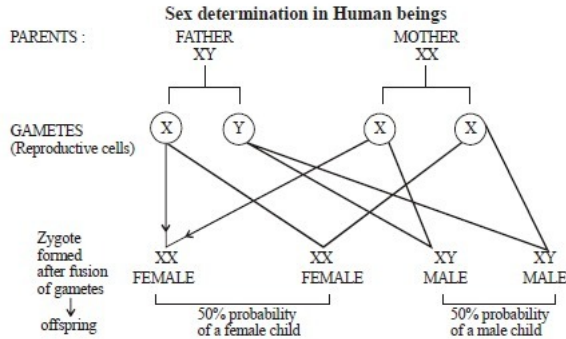 Sex determination in Human beings
PARENTS : FATHER MOTHER
XY XX
GAMETES X Y X X
(Reproductive cells)
Zygote
formed
after fusion
of gametes
XX XX XY XY
FEMALE FEMALE MALE MALE
offspring
50% probability
of a female child
50% probability
of a male child